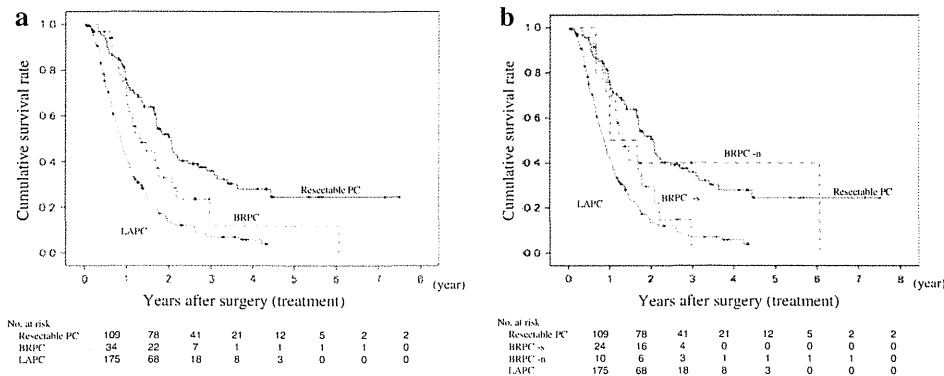 a
Cumulative survival rate
1·0
0·8
0·6
0·4
0·2
0·0
Resectable PC
BRPC
LAPC
0 1 2 3 4 5 6 7 8
(year)
Years after surgery (treatment)
No. at risk
Resectable PC 109 78 41 21 12 5 2 2
BRPC 34 22 7 1 1 1 1 0
LAPC 175 68 18 8 3 0 0 0
b
Cumulative survival rate
1·0
0·8
0·6
0·4
0·2
0·0
BRPC -n
Resectable PC
BRPC -s
LAPC
0 1 2 3 4 5 6 7 8
(year)
Years after surgery (treatment)
No. at risk
Resectable PC 109 78 41 21 12 5 2 2
BRPC -s 24 16 4 0 0 0 0 0
BRPC -n 10 6 3 1 1 1 1 0
LAPC 175 68 18 8 3 0 0 0